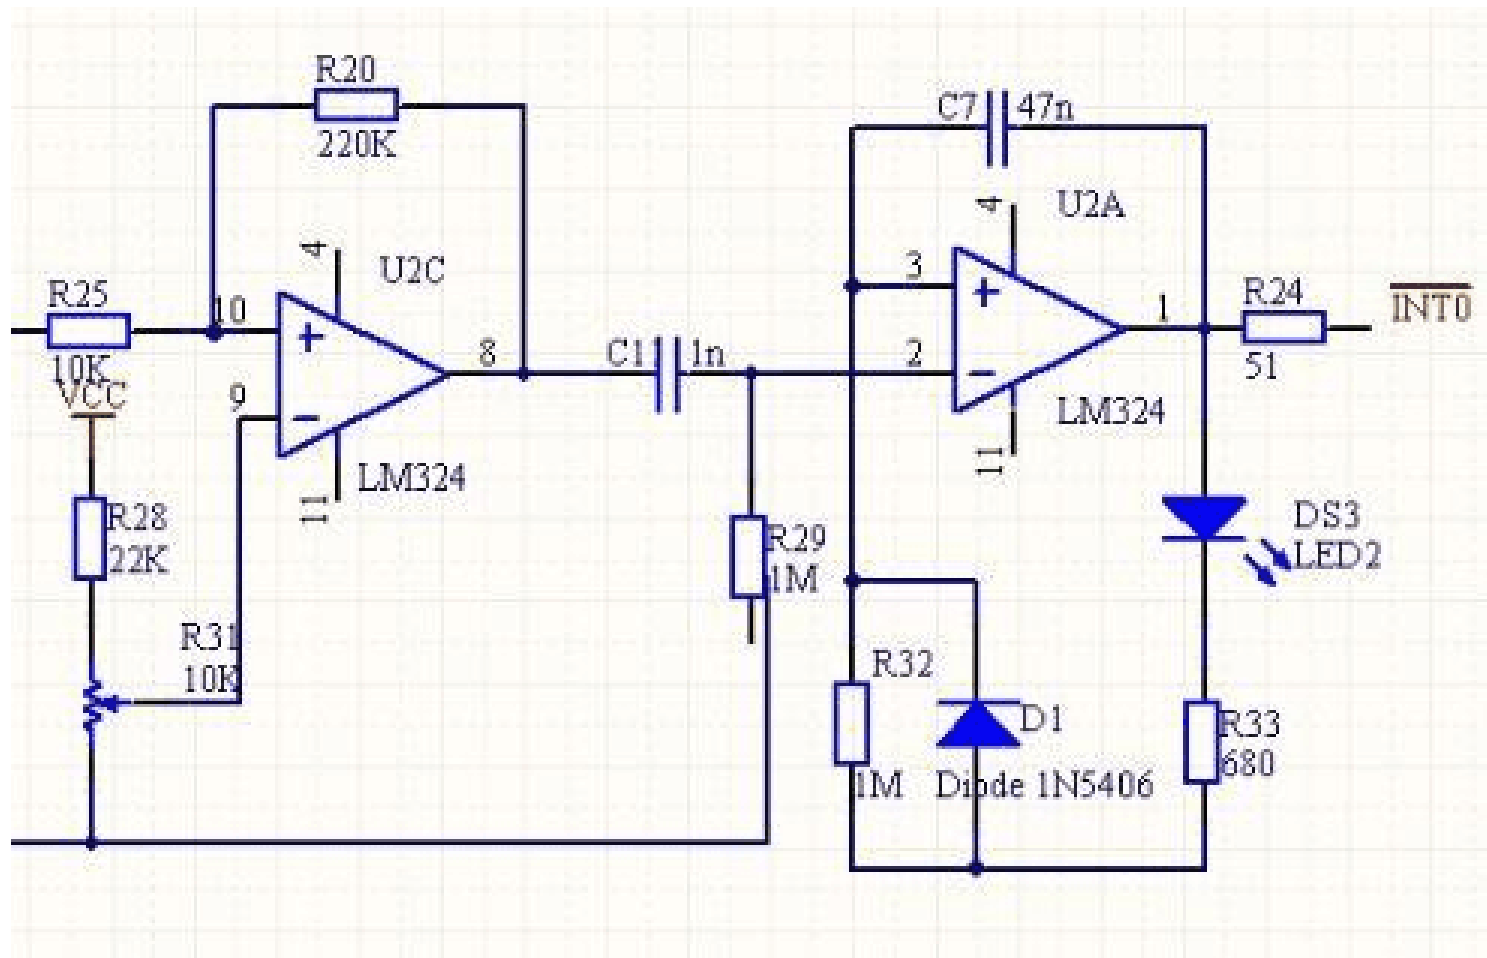 R20
220K
C7 47n
4
U2A
4
U2C
3
R25
10
1
R24
INT0
10K
8
C1 1n
2
51
VCC
9
LM324
11
LM324
11
R28
22K
R29
1M
DS3
LED2
R31
10K
R32
D1
R33
680
1M
Diode 1N5406